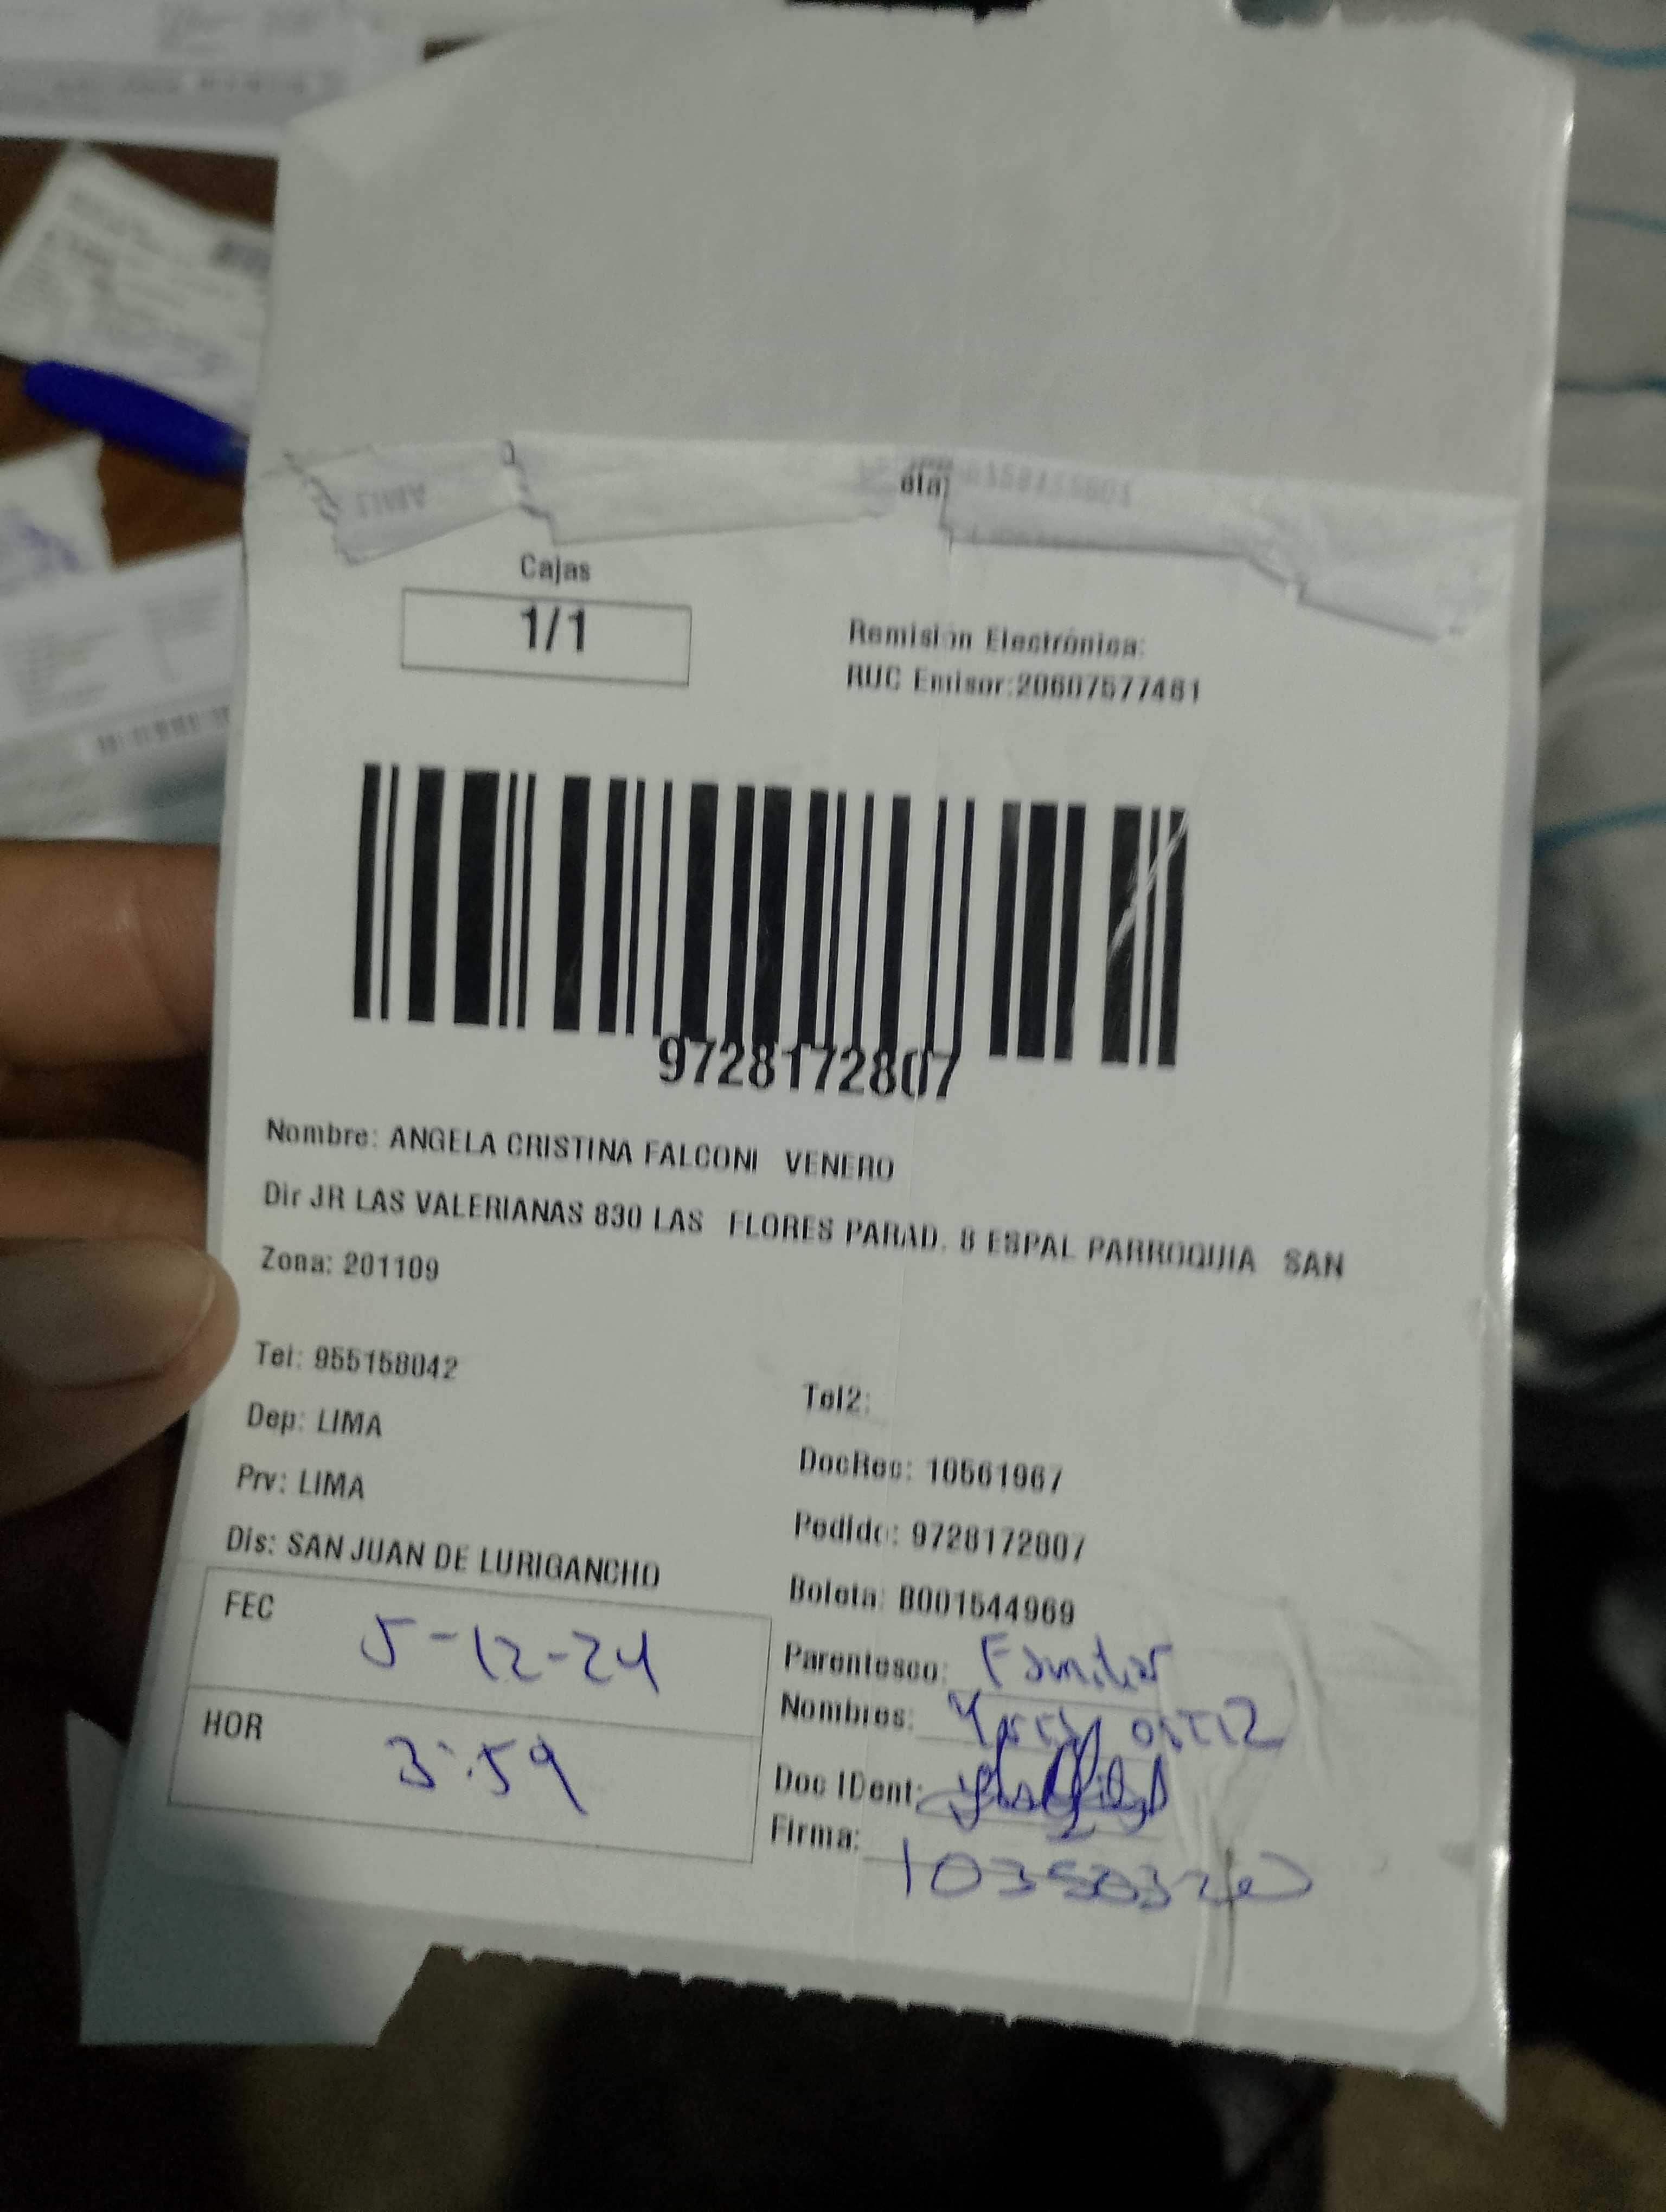 Cajas
1/1
Remisión Electrónica:
RUC Emisor:20607577461
9728172807
Nombre: ANGELA CRISTINA FALCONI VENERO
Dir JR LAS VALERIANAS 830 LAS FLORES PARAD. 8 ESPAL PARROQUIA SAN
Zona: 201109
Tel: 955158042
Tel2:
Dep: LIMA
DocRec: 10561967
Prv: LIMA
Pedido: 9728172807
Dis: SAN JUAN DE LURIGANCHO
Boleta: B001544969
FEC 5-12-24
Parentesco: Familiar
Nombres: ortiz
HOR 3:59
Doc IDent:
Firma: